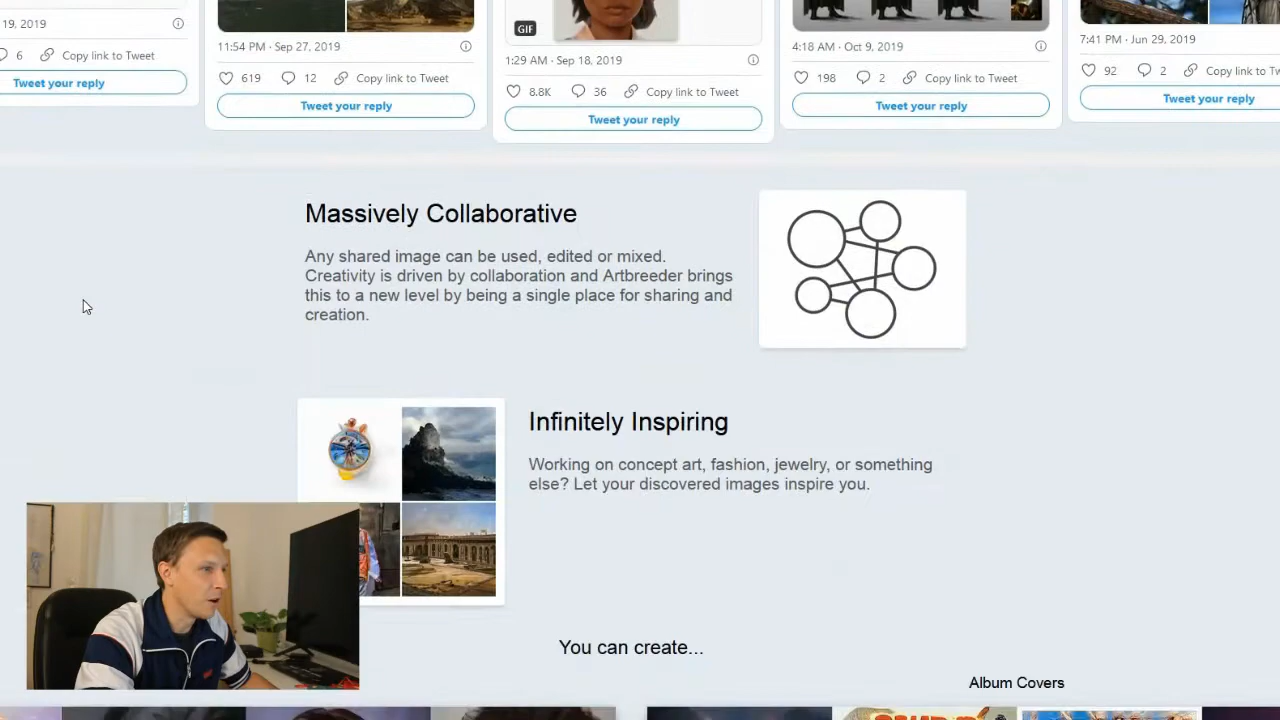 19, 2019
6 Copy link to Tweet
Tweet your reply
11:54 PM · Sep 27, 2019
619 12 Copy link to Tweet
Tweet your reply
GIF
1:29 AM · Sep 18, 2019
8.8K 36 Copy link to Tweet
Tweet your reply
4:18 AM · Oct 9, 2019
198 2 Copy link to Tweet
Tweet your reply
7:41 PM · Jun 29, 2019
92 2 Copy link to Tw
Tweet your reply
Massively Collaborative
Any shared image can be used, edited or mixed.
Creativity is driven by collaboration and Artbreeder brings
this to a new level by being a single place for sharing and
creation.
Infinitely Inspiring
Working on concept art, fashion, jewelry, or something
else? Let your discovered images inspire you.
You can create...
Album Covers